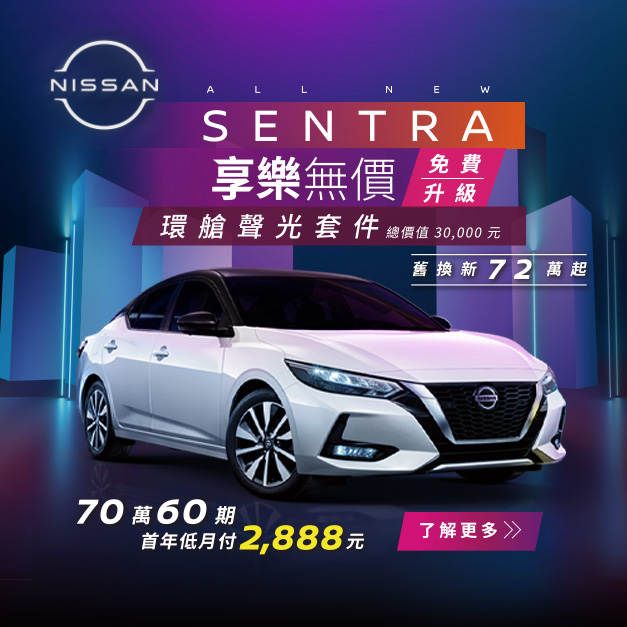 NISSAN
ALL NEW
SENTRA
享樂無價 免費升級
環艙聲光套件 總價值 30,000 元
舊換新 72 萬起
NISSAN
70 萬 60 期
首年低月付 2,888 元
了解更多